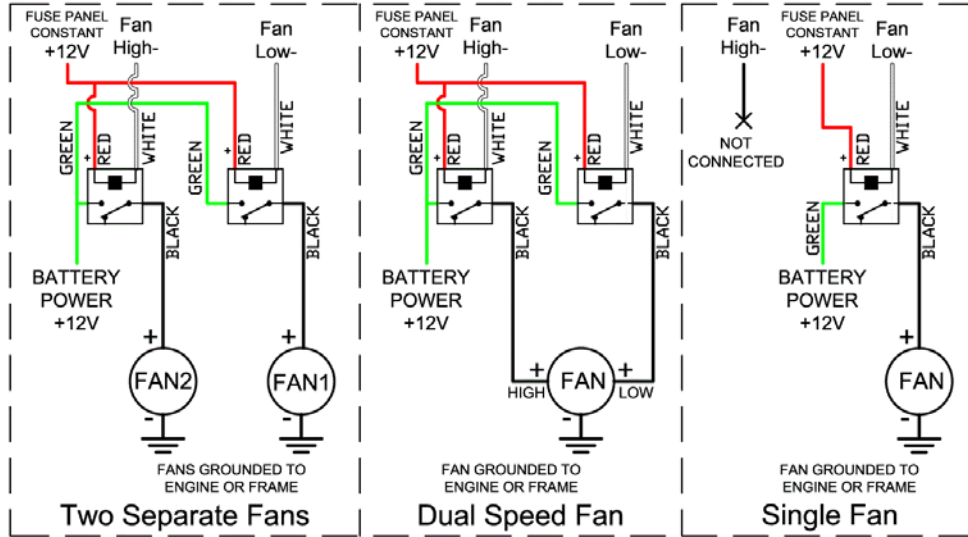 FUSE PANEL
CONSTANT
+12V
Fan
High-
Fan
Low-
GREEN
+
RED
WHITE
GREEN
+
RED
WHITE
BLACK
BLACK
BATTERY
POWER
+12V
+
FAN2
-
+
FAN1
-
FANS GROUNDED TO
ENGINE OR FRAME
Two Separate Fans
FUSE PANEL
CONSTANT
+12V
Fan
High-
Fan
Low-
GREEN
+
RED
WHITE
GREEN
+
RED
WHITE
BLACK
BLACK
BATTERY
POWER
+12V
+
HIGH
FAN
+
LOW
-
FAN GROUNDED TO
ENGINE OR FRAME
Dual Speed Fan
Fan
High-
NOT
CONNECTED
FUSE PANEL
CONSTANT
+12V
Fan
Low-
+
RED
WHITE
GREEN
BLACK
BATTERY
POWER
+12V
+
FAN
-
FAN GROUNDED TO
ENGINE OR FRAME
Single Fan